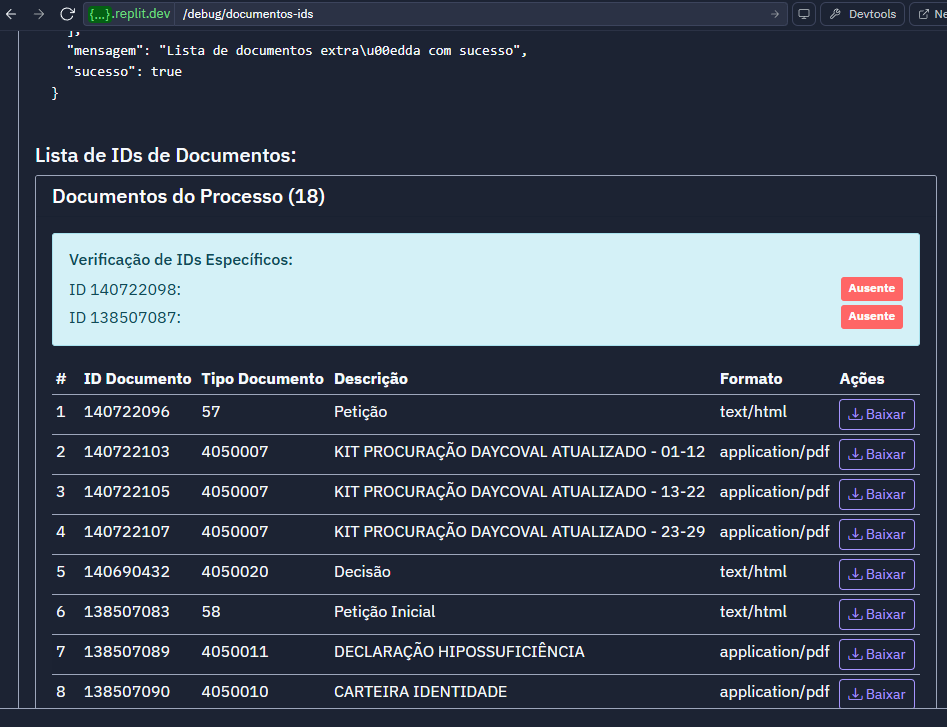 {...}.replit.dev /debug/documentos-ids Devtools Ne
],
"mensagem": "Lista de documentos extra\u00edda com sucesso",
"sucesso": true
}
Lista de IDs de Documentos:
Documentos do Processo (18)
Verificação de IDs Específicos:
ID 140722098: Ausente
ID 138507087: Ausente
# ID Documento Tipo Documento Descrição Formato Ações
1 140722096 57 Petição text/html Baixar
2 140722103 4050007 KIT PROCURAÇÃO DAYCOVAL ATUALIZADO - 01-12 application/pdf Baixar
3 140722105 4050007 KIT PROCURAÇÃO DAYCOVAL ATUALIZADO - 13-22 application/pdf Baixar
4 140722107 4050007 KIT PROCURAÇÃO DAYCOVAL ATUALIZADO - 23-29 application/pdf Baixar
5 140690432 4050020 Decisão text/html Baixar
6 138507083 58 Petição Inicial text/html Baixar
7 138507089 4050011 DECLARAÇÃO HIPOSSUFICIÊNCIA application/pdf Baixar
8 138507090 4050010 CARTEIRA IDENTIDADE application/pdf Baixar